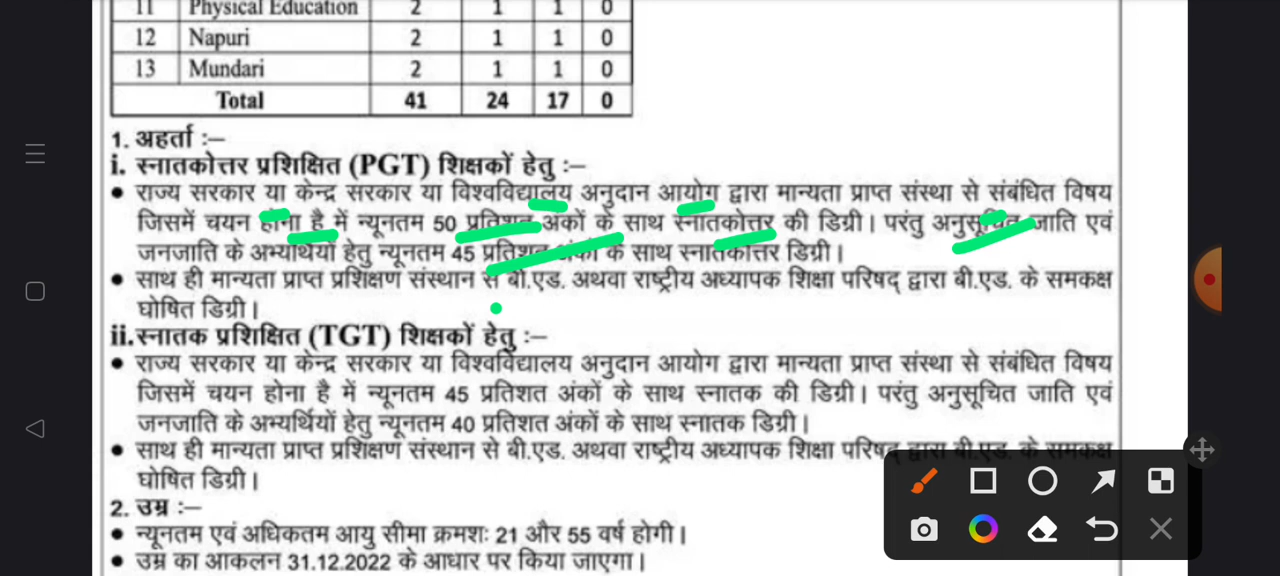 11 Physical Education 2 1 1 0
12 Napuri 2 1 1 0
13 Mundari 2 1 1 0
Total 41 24 17 0
1. अहर्ता :–
i. स्नातकोत्तर प्रशिक्षित (PGT) शिक्षकों हेतु :–
• राज्य सरकार या केन्द्र सरकार या विश्वविद्यालय अनुदान आयोग द्वारा मान्यता प्राप्त संस्था से संबंधित विषय
जिसमें चयन होना है में न्यूनतम 50 प्रतिशत अंकों के साथ स्नातकोत्तर की डिग्री। परंतु अनुसूचित जाति एवं
जनजाति के अभ्यर्थियों हेतु न्यूनतम 45 प्रतिशत अंकों के साथ स्नातकोत्तर डिग्री।
• साथ ही मान्यता प्राप्त प्रशिक्षण संस्थान से बी.एड. अथवा राष्ट्रीय अध्यापक शिक्षा परिषद् द्वारा बी.एड. के समकक्ष
घोषित डिग्री।
ii.स्नातक प्रशिक्षित (TGT) शिक्षकों हेतु :–
• राज्य सरकार या केन्द्र सरकार या विश्वविद्यालय अनुदान आयोग द्वारा मान्यता प्राप्त संस्था से संबंधित विषय
जिसमें चयन होना है में न्यूनतम 45 प्रतिशत अंकों के साथ स्नातक की डिग्री। परंतु अनुसूचित जाति एवं
जनजाति के अभ्यर्थियों हेतु न्यूनतम 40 प्रतिशत अंकों के साथ स्नातक डिग्री।
• साथ ही मान्यता प्राप्त प्रशिक्षण संस्थान से बी.एड. अथवा राष्ट्रीय अध्यापक शिक्षा परिषद् द्वारा बी.एड. के समकक्ष
घोषित डिग्री।
2. उम्र :–
• न्यूनतम एवं अधिकतम आयु सीमा क्रमशः 21 और 55 वर्ष होगी।
• उम्र का आकलन 31.12.2022 के आधार पर किया जाएगा।